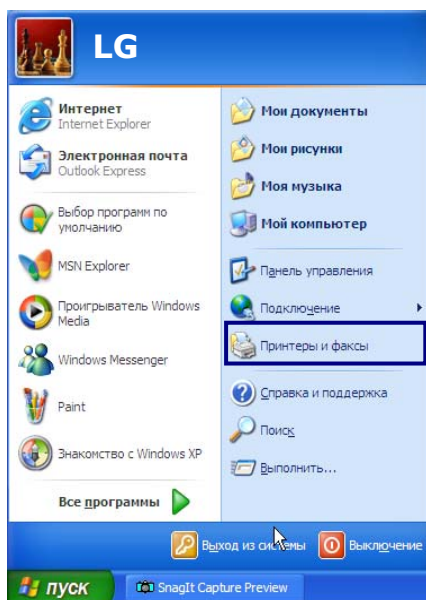 LG
Интернет
Internet Explorer
Электронная почта
Outlook Express
Выбор программ по
умолчанию
MSN Explorer
Проигрыватель Windows
Media
Windows Messenger
Paint
Знакомство с Windows XP
Все программы
Мои документы
Мои рисунки
Моя музыка
Мой компьютер
Панель управления
Подключение
Принтеры и факсы
Справка и поддержка
Поиск
Выполнить...
Выход из системы
Выключение
пуск
SnagIt Capture Preview